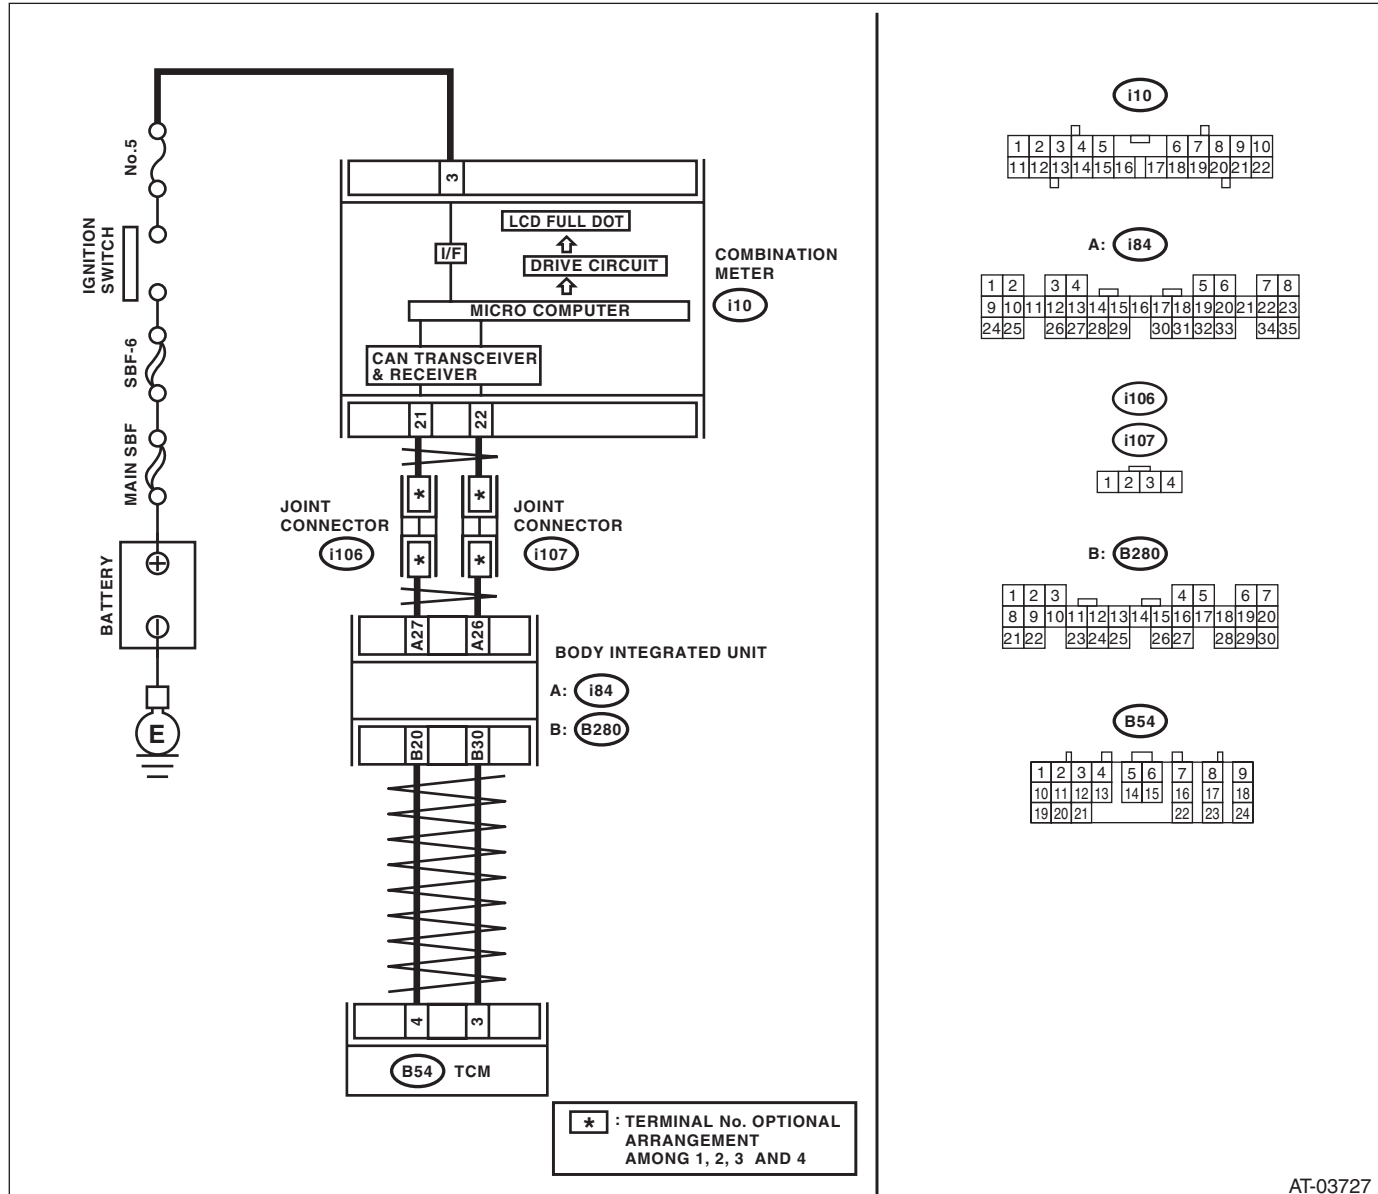 No.5
IGNITION
SWITCH
SBF-6
MAIN SBF
BATTERY
E
3
LCD FULL DOT
I/F
DRIVE CIRCUIT
MICRO COMPUTER
CAN TRANSCEIVER
& RECEIVER
COMBINATION
METER
i10
21 22
* *
JOINT
CONNECTOR
i106
JOINT
CONNECTOR
i107
* *
A27 A26
BODY INTEGRATED UNIT
A: i84
B: B280
B20 B30
4 3
B54 TCM
* : TERMINAL No. OPTIONAL
ARRANGEMENT
AMONG 1, 2, 3 AND 4
i10
1 2 3 4 5 6 7 8 9 10
11 12 13 14 15 16 17 18 19 20 21 22
A: i84
1 2 3 4 5 6 7 8
9 10 11 12 13 14 15 16 17 18 19 20 21 22 23
24 25 26 27 28 29 30 31 32 33 34 35
i106
i107
1 2 3 4
B: B280
1 2 3 4 5 6 7
8 9 10 11 12 13 14 15 16 17 18 19 20
21 22 23 24 25 26 27 28 29 30
B54
1 2 3 4 5 6 7 8 9
10 11 12 13 14 15 16 17 18
19 20 21 22 23 24
AT-03727